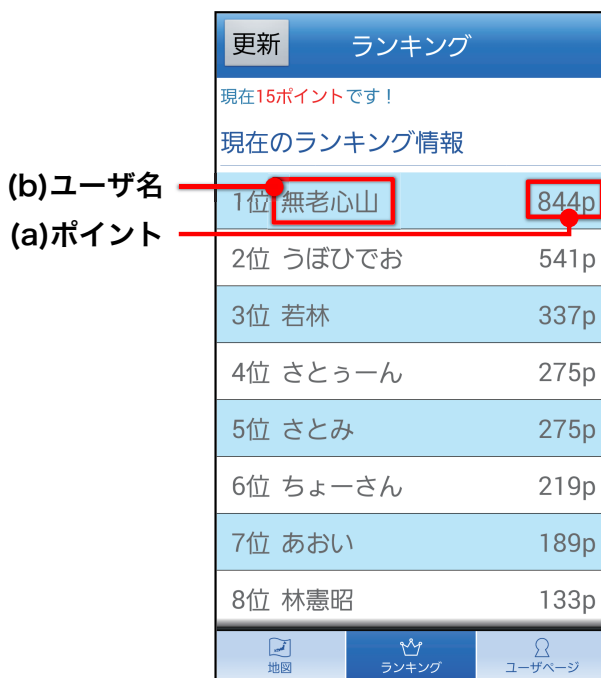 更新
ランキング
現在15ポイントです！
現在のランキング情報
(b)ユーザ名
(a)ポイント
1位 無老心山 844p
2位 うぼひでお 541p
3位 若林 337p
4位 さとぅーん 275p
5位 さとみ 275p
6位 ちょーさん 219p
7位 あおい 189p
8位 林憲昭 133p
地図
ランキング
ユーザページ